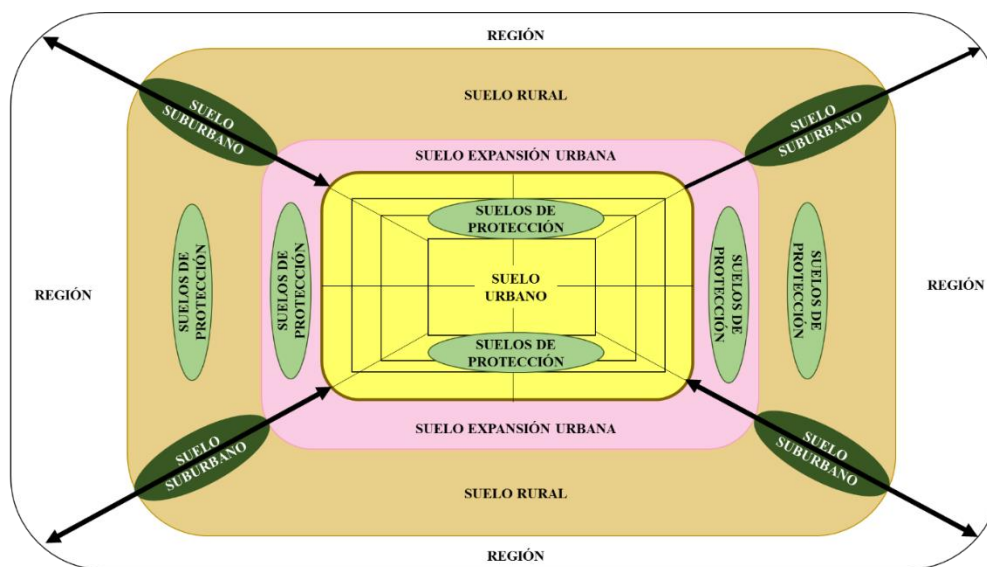 REGIÓN
SUELO RURAL
SUELO
SUBURBANO
SUELO
SUBURBANO
SUELO EXPANSIÓN URBANA
SUELOS DE
PROTECCIÓN
REGIÓN
SUELOS DE
PROTECCIÓN
SUELOS DE
PROTECCIÓN
SUELO
URBANO
SUELOS DE
PROTECCIÓN
SUELOS DE
PROTECCIÓN
REGIÓN
SUELOS DE
PROTECCIÓN
SUELO EXPANSIÓN URBANA
SUELO
SUBURBANO
SUELO
SUBURBANO
SUELO RURAL
REGIÓN